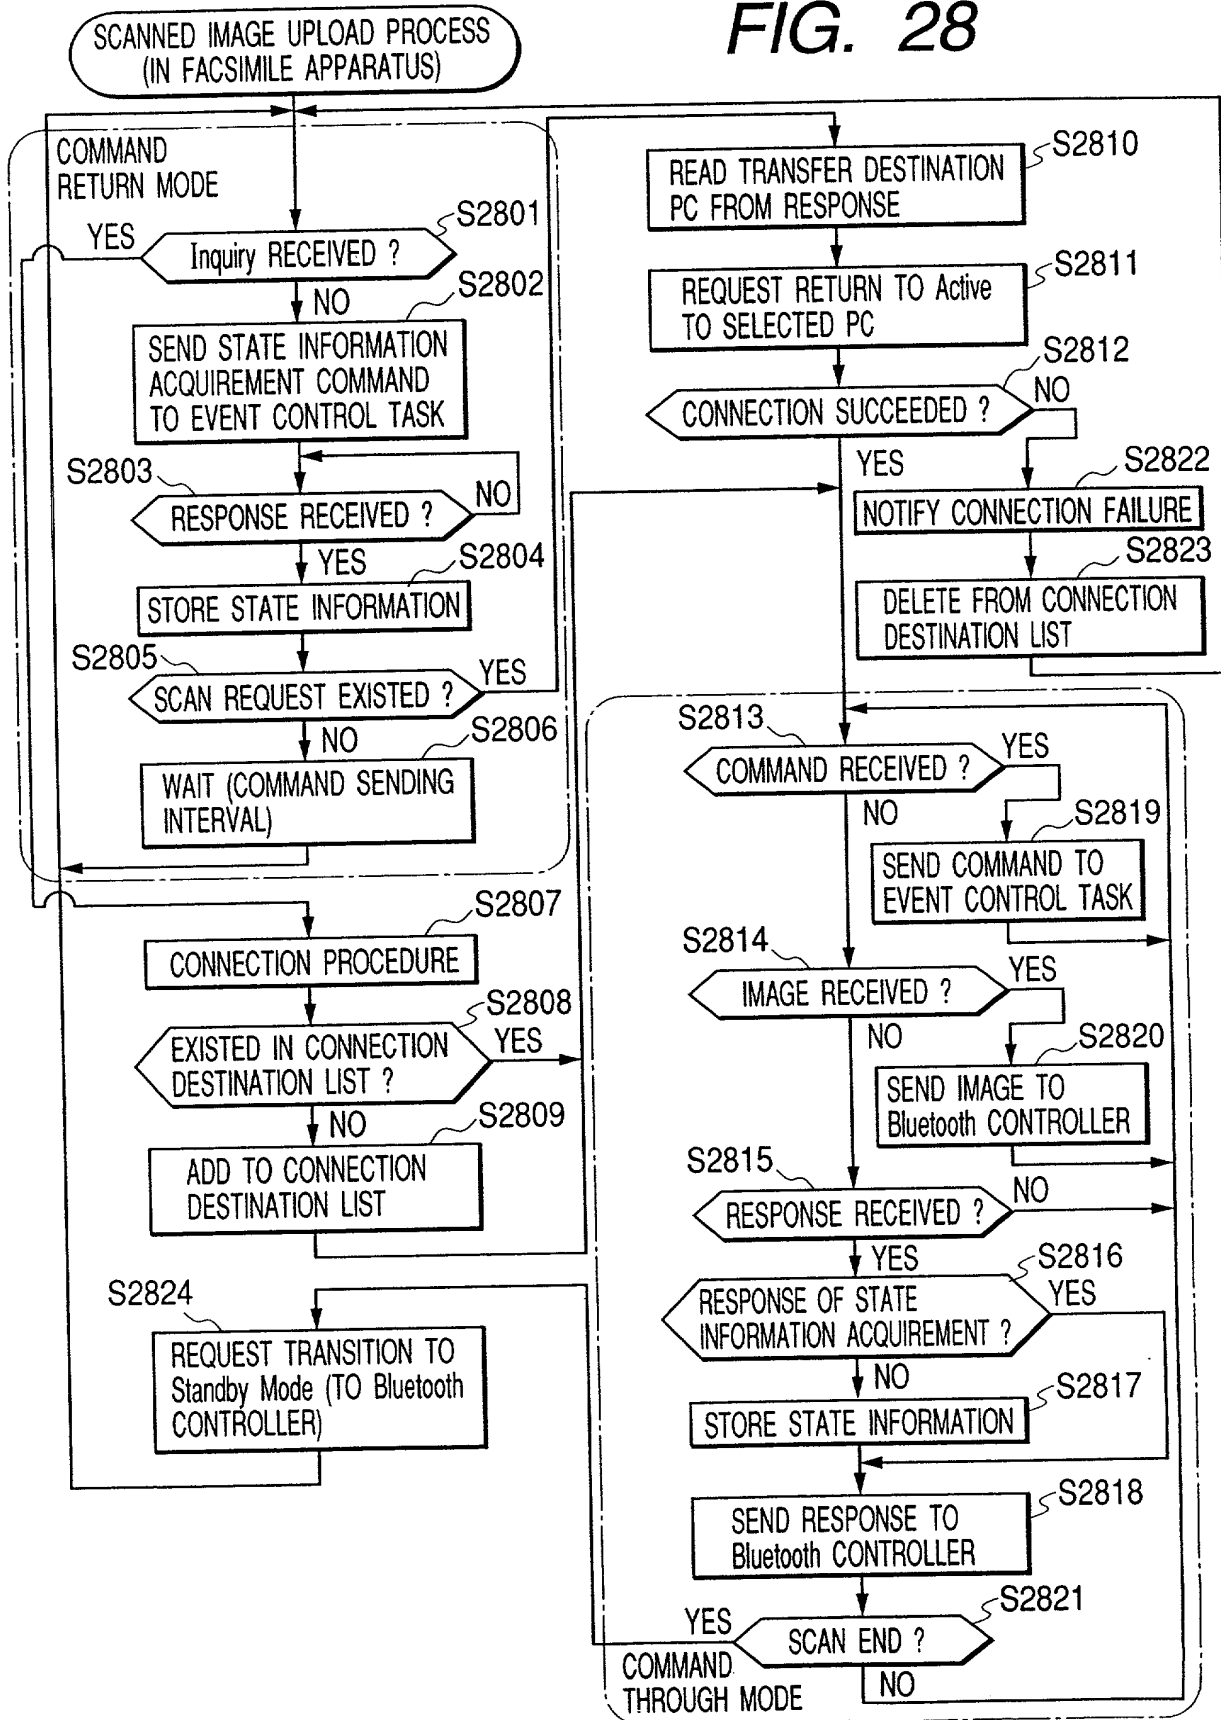 FIG. 28
SCANNED IMAGE UPLOAD PROCESS
(IN FACSIMILE APPARATUS)
COMMAND
RETURN MODE
YES
S2801
Inquiry RECEIVED ?
NO
S2802
SEND STATE INFORMATION
ACQUIREMENT COMMAND
TO EVENT CONTROL TASK
S2803
RESPONSE RECEIVED ?
NO
YES
S2804
STORE STATE INFORMATION
S2805
SCAN REQUEST EXISTED ?
YES
NO
S2806
WAIT (COMMAND SENDING
INTERVAL)
S2807
CONNECTION PROCEDURE
S2808
EXISTED IN CONNECTION
DESTINATION LIST ?
YES
NO
S2809
ADD TO CONNECTION
DESTINATION LIST
S2824
REQUEST TRANSITION TO
Standby Mode (TO Bluetooth
CONTROLLER)
S2810
READ TRANSFER DESTINATION
PC FROM RESPONSE
S2811
REQUEST RETURN TO Active
TO SELECTED PC
S2812
CONNECTION SUCCEEDED ?
NO
YES
S2822
NOTIFY CONNECTION FAILURE
S2823
DELETE FROM CONNECTION
DESTINATION LIST
S2813
COMMAND RECEIVED ?
YES
NO
S2819
SEND COMMAND TO
EVENT CONTROL TASK
S2814
IMAGE RECEIVED ?
YES
NO
S2820
SEND IMAGE TO
Bluetooth CONTROLLER
S2815
RESPONSE RECEIVED ?
NO
YES
S2816
RESPONSE OF STATE
INFORMATION ACQUIREMENT ?
YES
NO
S2817
STORE STATE INFORMATION
S2818
SEND RESPONSE TO
Bluetooth CONTROLLER
S2821
YES
SCAN END ?
NO
COMMAND
THROUGH MODE